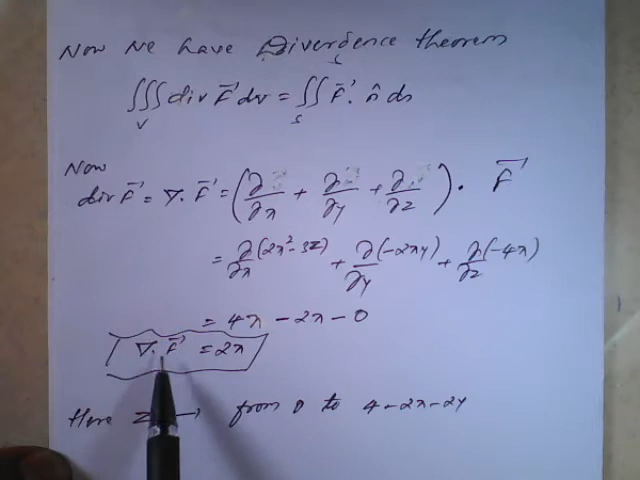 Now we have Divergence theorem
∭ᵥ div F⃗ dv = ∬ₛ F⃗ . n̂ ds
Now
div F⃗ = ∇. F⃗ = (∂/∂x + ∂/∂y + ∂/∂z) . F⃗
= ∂/∂x (2x²-3z) + ∂/∂y (-2xy) + ∂/∂z (-4x)
= 4x - 2x - 0
∇. F⃗ = 2x
Here z → from 0 to 4-2x-2y